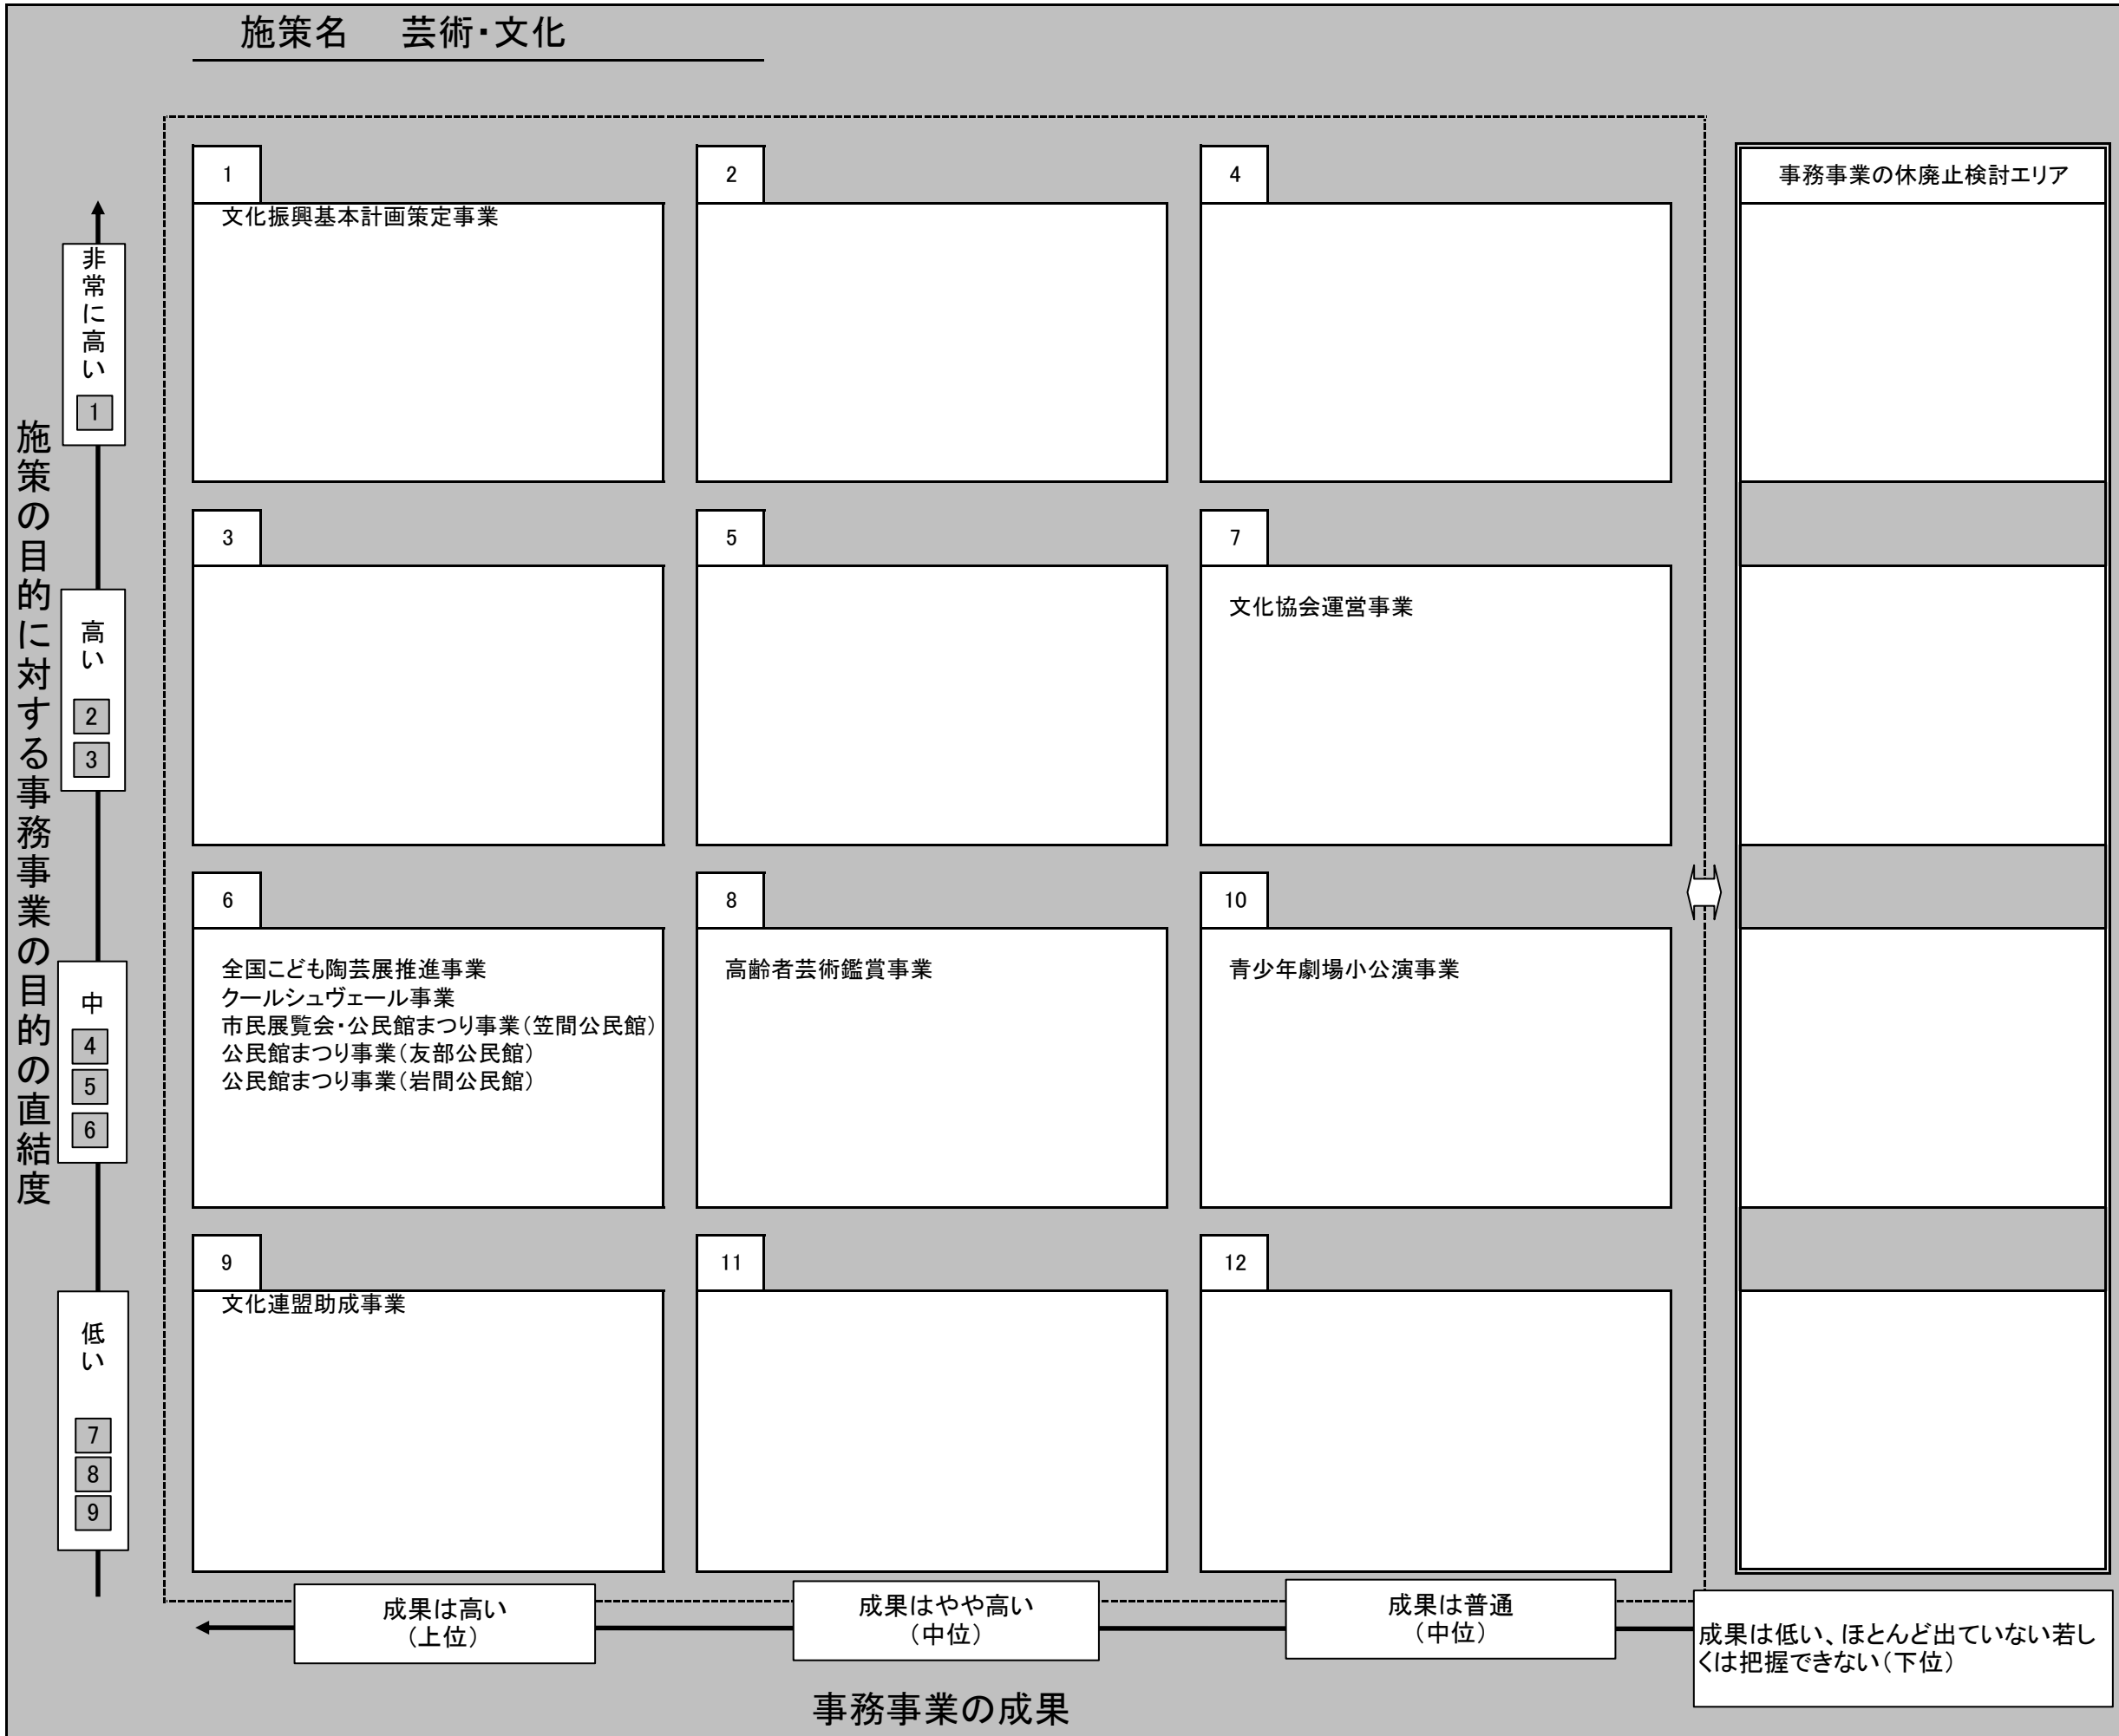 施策名　芸術・文化
施策の目的に対する事務事業の目的の直結度
非常に高い
1
高い
2
3
中
4
5
6
低い
7
8
9
1
文化振興基本計画策定事業
2
4
事務事業の休廃止検討エリア
3
5
7
文化協会運営事業
6
全国こども陶芸展推進事業
クールシュヴェール事業
市民展覧会・公民館まつり事業(笠間公民館)
公民館まつり事業(友部公民館)
公民館まつり事業(岩間公民館)
8
高齢者芸術鑑賞事業
10
青少年劇場小公演事業
9
文化連盟助成事業
11
12
成果は高い
(上位)
成果はやや高い
(中位)
成果は普通
(中位)
成果は低い、ほとんど出ていない若し
くは把握できない(下位)
事務事業の成果